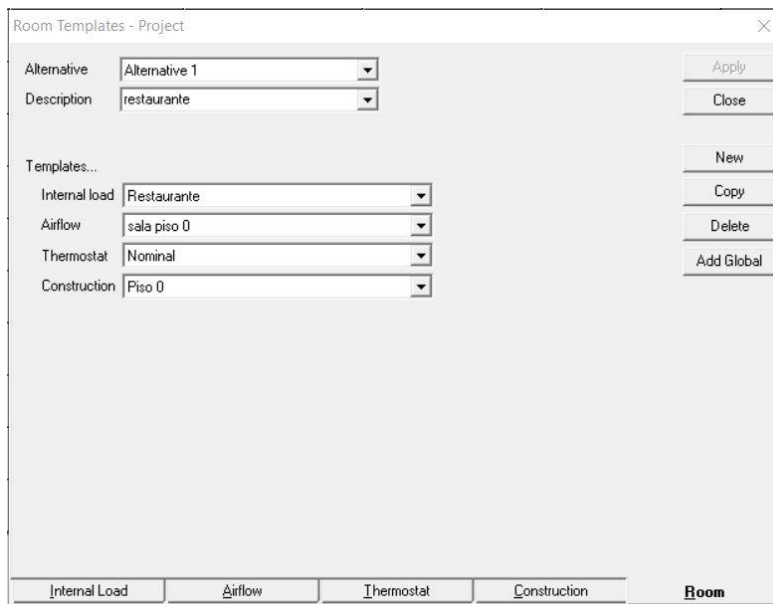 Room Templates - Project
Alternative Alternative 1 Apply
Description restaurante Close
New
Templates...
Internal load Restaurante Copy
Airflow sala piso 0 Delete
Thermostat Nominal Add Global
Construction Piso 0
Internal Load Airflow Thermostat Construction Room